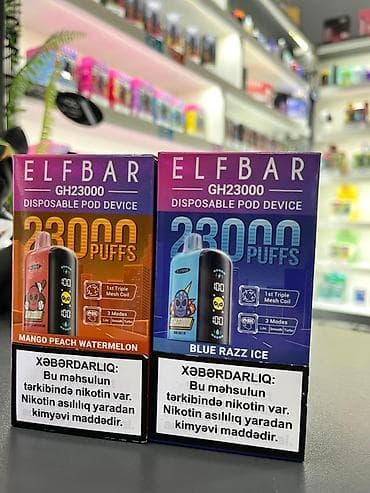 ELFBAR
GH23000
DISPOSABLE POD DEVICE
23000
PUFFS
1st Triple
Mesh Coil
3 Modes
MANGO PEACH WATERMELON
XƏBƏRDARLIQ:
Bu məhsulun
tərkibində nikotin var.
Nikotin asılılıq yaradan
kimyəvi maddədir.
ELFBAR
GH23000
DISPOSABLE POD DEVICE
23000
PUFFS
1st Triple
Mesh Coil
3 Modes
BLUE RAZZ ICE
XƏBƏRDARLIQ:
Bu məhsulun
tərkibində nikotin var.
Nikotin asılılıq yaradan
kimyəvi maddədir.